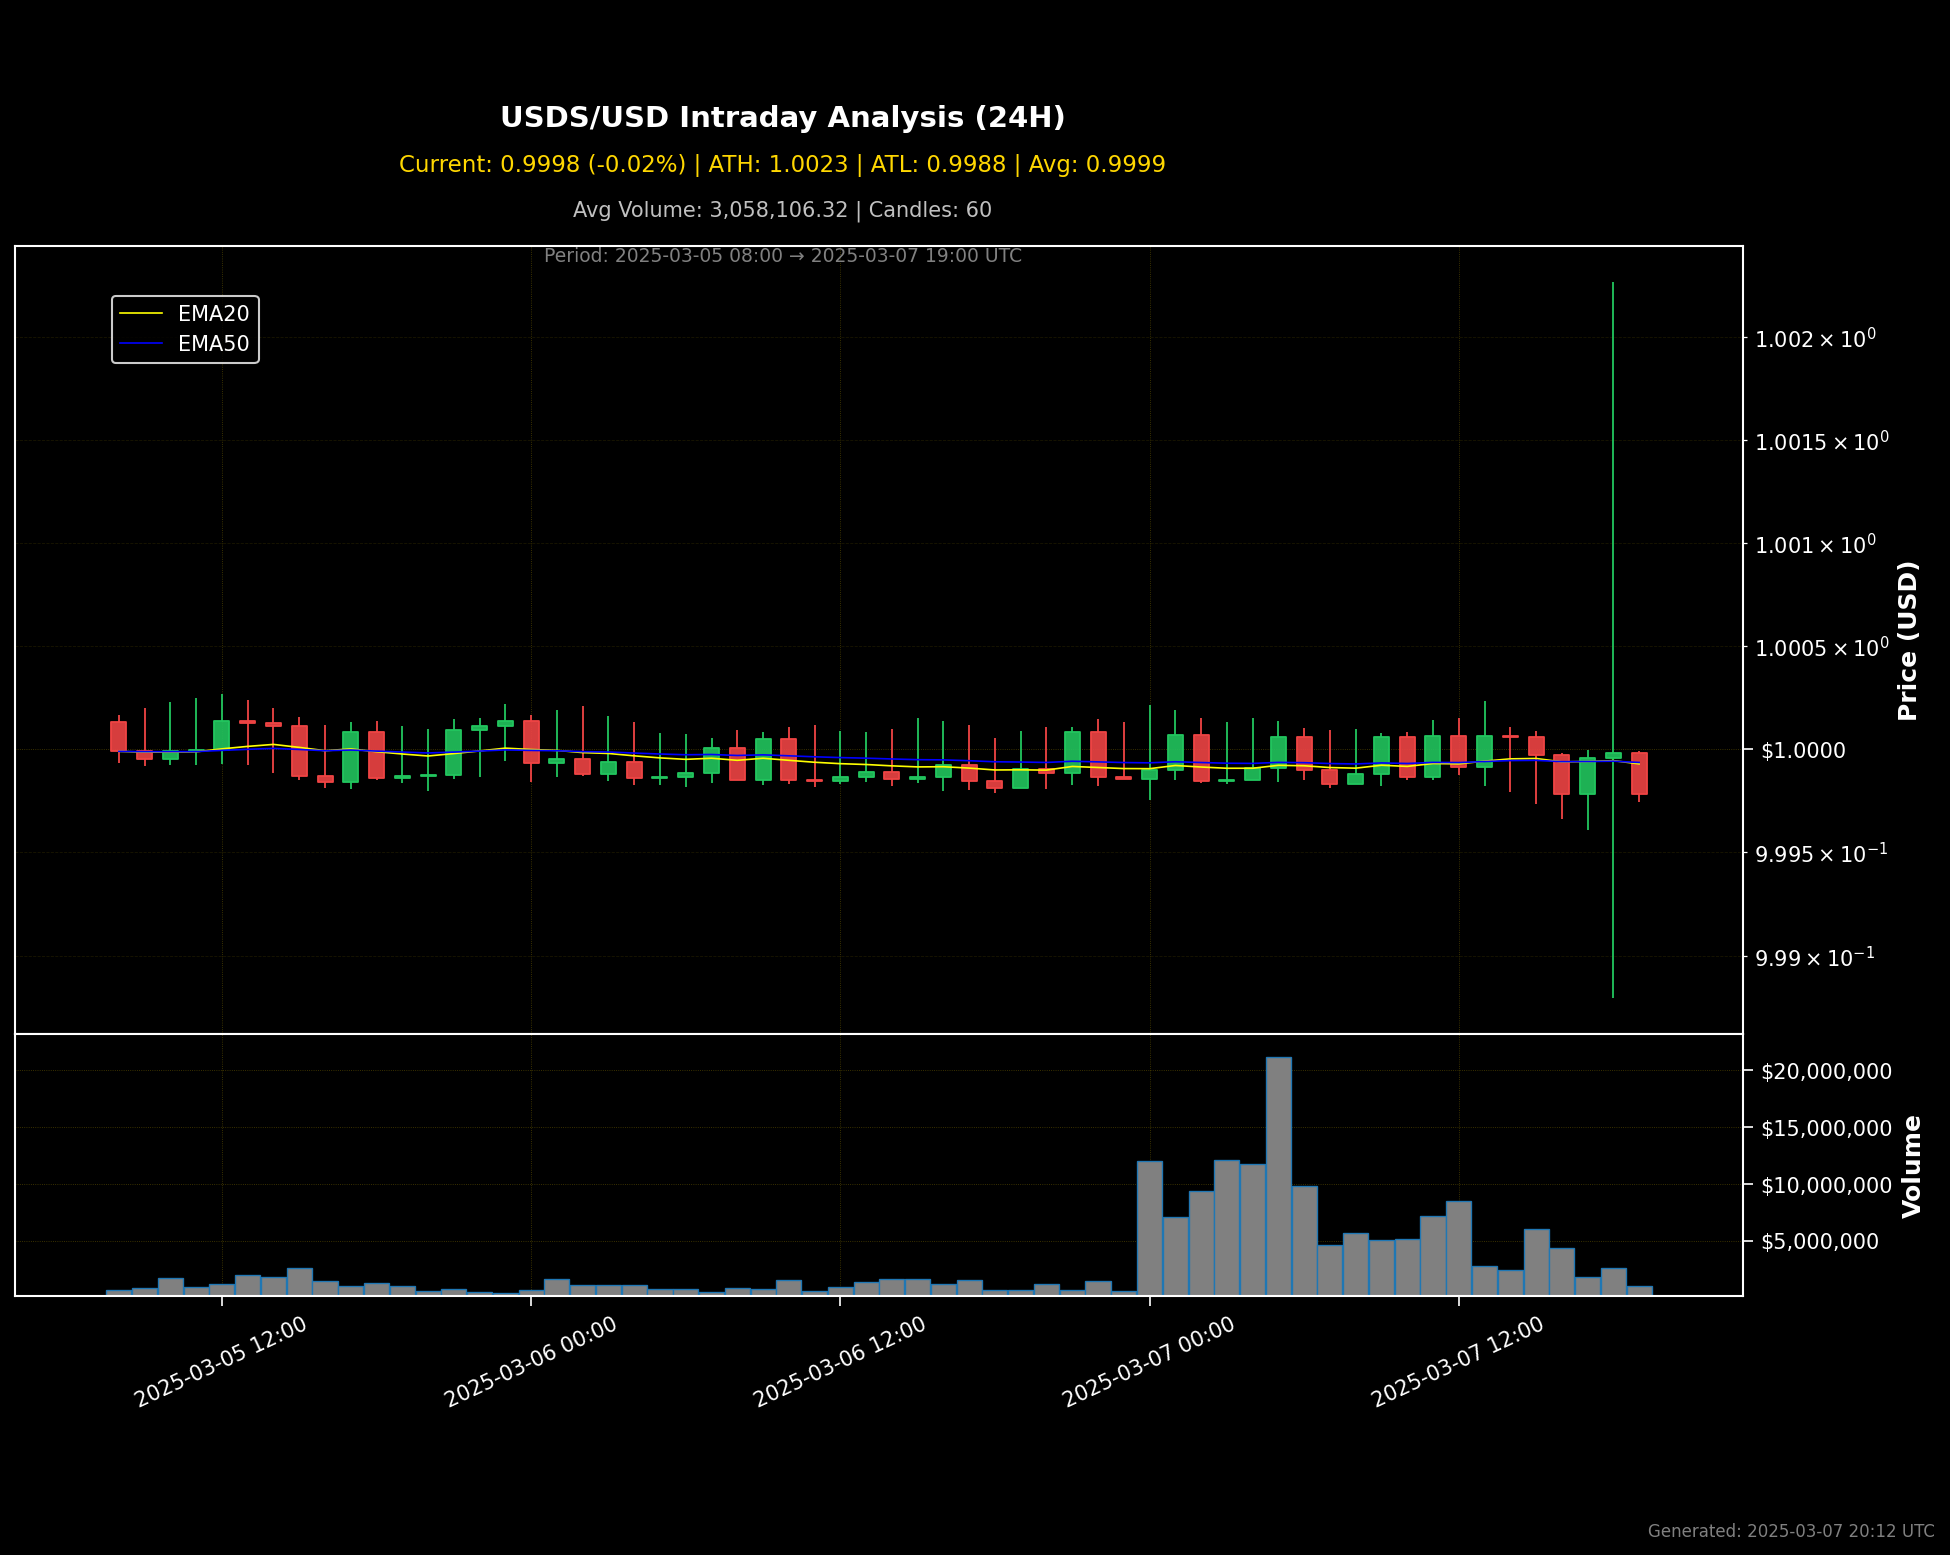 USDS/USD Intraday Analysis (24H)
Current: 0.9998 (-0.02%) | ATH: 1.0023 | ATL: 0.9988 | Avg: 0.9999
Avg Volume: 3,058,106.32 | Candles: 60
Period: 2025-03-05 08:00 → 2025-03-07 19:00 UTC
EMA20
EMA50
1.002 × 10⁰
1.0015 × 10⁰
1.001 × 10⁰
1.0005 × 10⁰
$1.0000
9.995 × 10⁻¹
9.99 × 10⁻¹
Price (USD)
$20,000,000
$15,000,000
$10,000,000
$5,000,000
Volume
2025-03-05 12:00
2025-03-06 00:00
2025-03-06 12:00
2025-03-07 00:00
2025-03-07 12:00
Generated: 2025-03-07 20:12 UTC